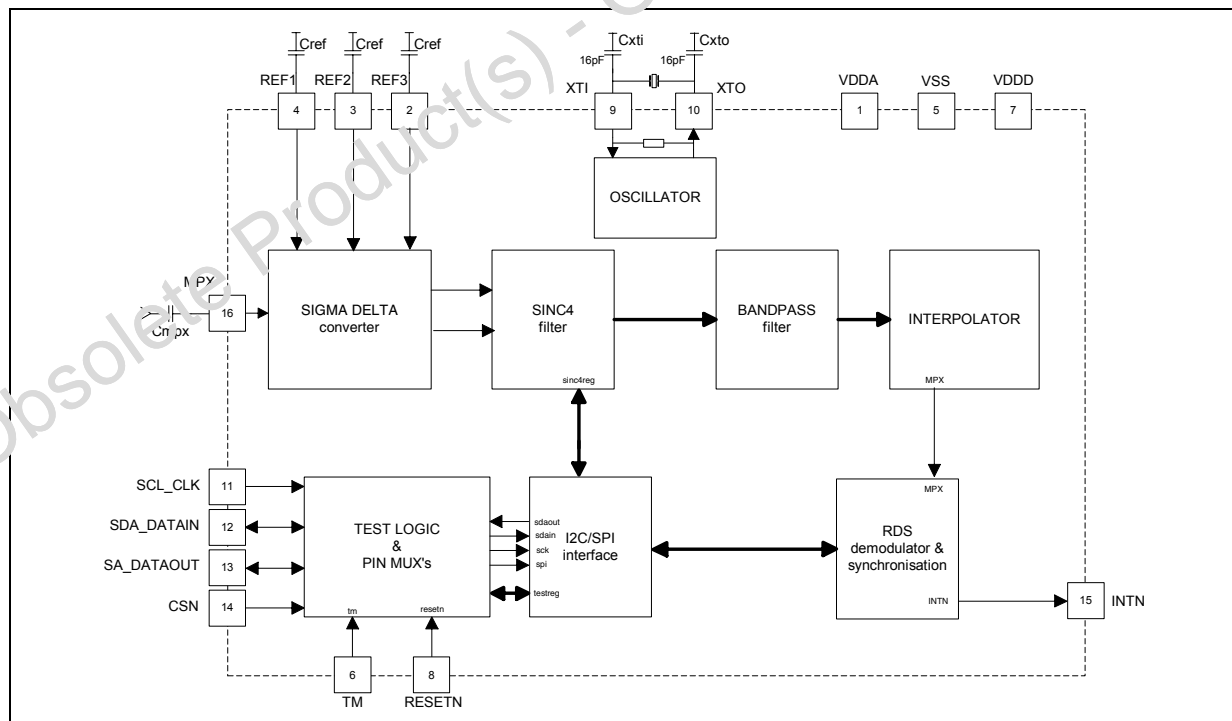 Cref Cref Cref Cxti Cxto
16pF 16pF
REF1 REF2 REF3 XTI XTO VDDA VSS VDDD
4 3 2 9 10 1 5 7
OSCILLATOR
MPX
16
Cmpx
SIGMA DELTA
converter
SINC4
filter
sinc4reg
BANDPASS
filter
INTERPOLATOR
MPX
SCL_CLK 11
SDA_DATAIN 12
SA_DATAOUT 13
CSN 14
TEST LOGIC
&
PIN MUX's
tm resetn
sdaout
sdain
sck
spi
testreg
I2C/SPI
interface
MPX
RDS
demodulator &
synchronisation
INTN
15 INTN
6 8
TM RESETN
Obsolete Product(s) -